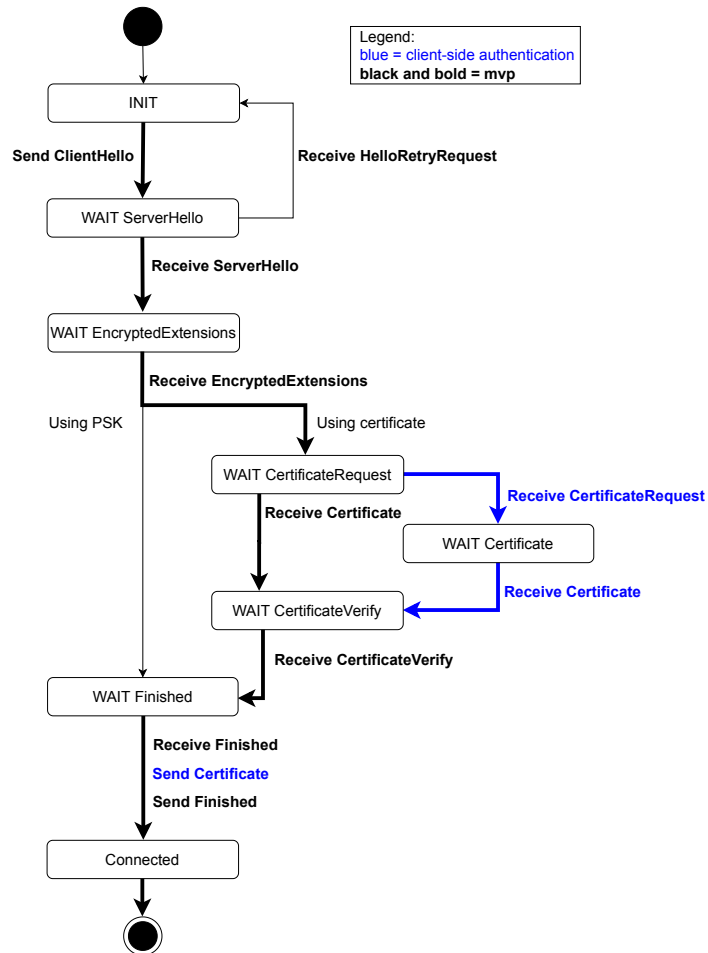 Legend:
blue = client-side authentication
black and bold = mvp
INIT
Send ClientHello
Receive HelloRetryRequest
WAIT ServerHello
Receive ServerHello
WAIT EncryptedExtensions
Receive EncryptedExtensions
Using PSK
Using certificate
WAIT CertificateRequest
Receive CertificateRequest
Receive Certificate
WAIT Certificate
Receive Certificate
WAIT CertificateVerify
Receive CertificateVerify
WAIT Finished
Receive Finished
Send Certificate
Send Finished
Connected